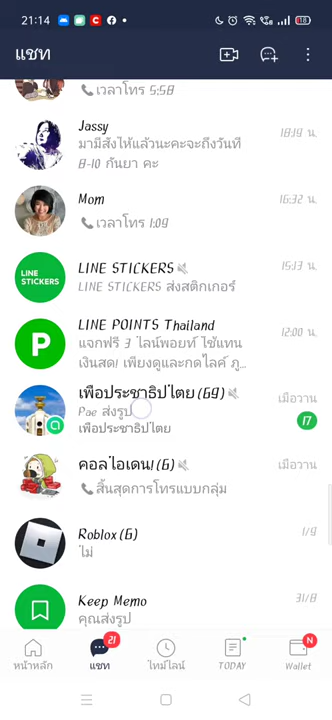 21:14
18
แชท
เวลาโทร 5:58
Jassy
18:19 น.
มามีสั่งให้แล้วนะคะจะถึงวันที่
8-10 กันยา คะ
Mom
16:32 น.
เวลาโทร 1:09
LINE STICKERS
LINE STICKERS
15:13 น.
LINE STICKERS ส่งสติกเกอร์
LINE POINTS Thailand
12:00 น.
P
แจกฟรี 3 ไลน์พอยท์ ใช้แทน
เงินสด! เพียงดูและกดไลค์ ภู...
เพื่อประชาธิปไตย (69)
เมื่อวาน
Pae ส่งรูป
17
เพื่อประชาธิปไตย
คอลไอเดน! (6)
เมื่อวาน
สิ้นสุดการโทรแบบกลุ่ม
Roblox (6)
1/9
ไม่
Keep Memo
31/8
คุณส่งรูป
21
N
หน้าหลัก
แชท
ไทม์ไลน์
TODAY
Wallet